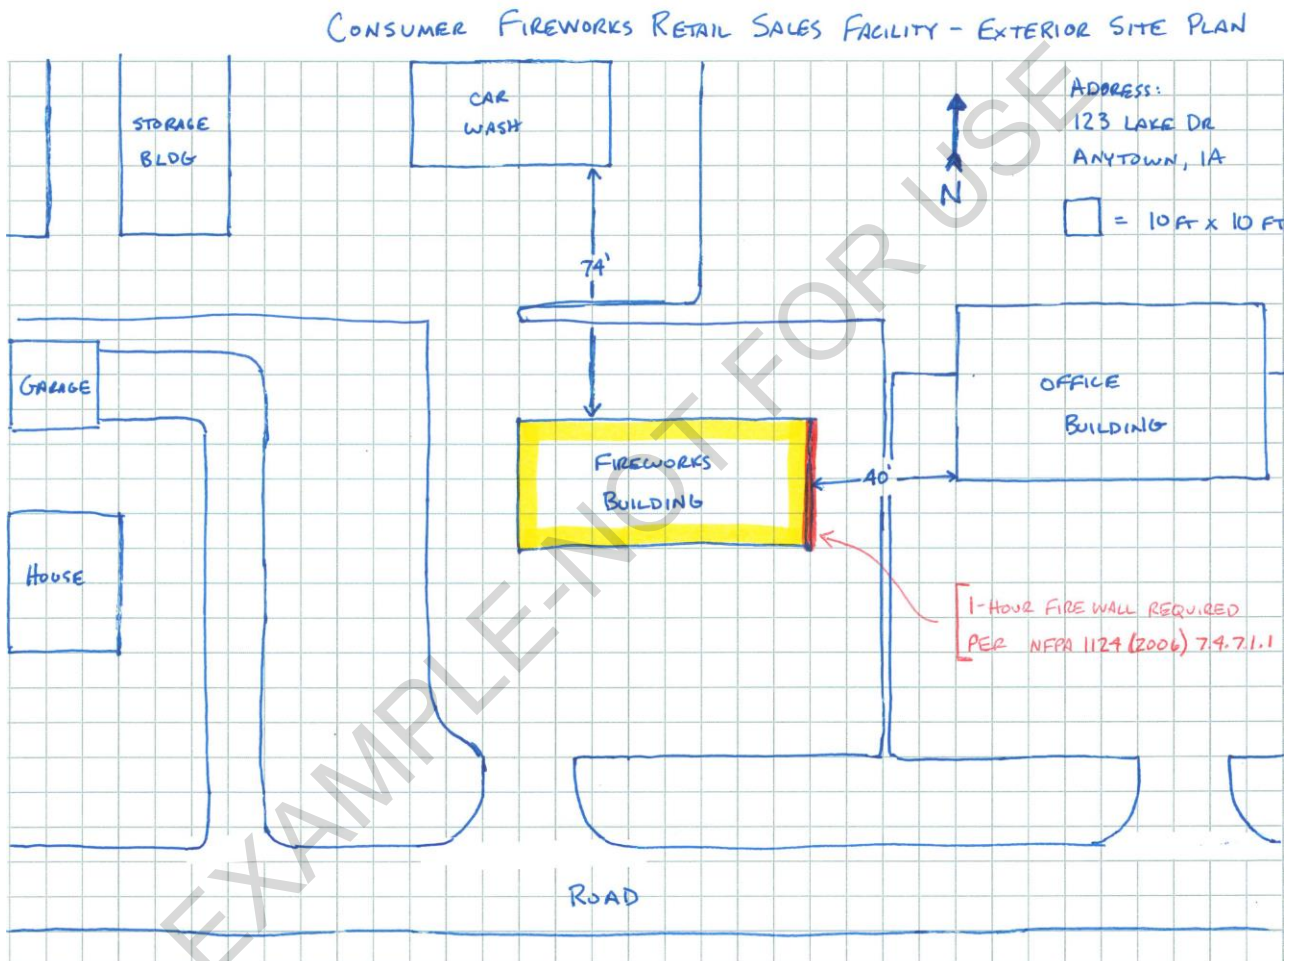 CONSUMER FIREWORKS RETAIL SALES FACILITY - EXTERIOR SITE PLAN
STORAGE
BLDG
CAR
WASH
N
ADDRESS:
123 LAKE DR
ANYTOWN, IA
= 10 FT X 10 FT
74'
GARAGE
OFFICE
BUILDING
FIREWORKS
BUILDING
40'
HOUSE
1-HOUR FIRE WALL REQUIRED
PER NFPA 1124 (2006) 7.4.7.1.1
ROAD
EXAMPLE-NOT FOR USE